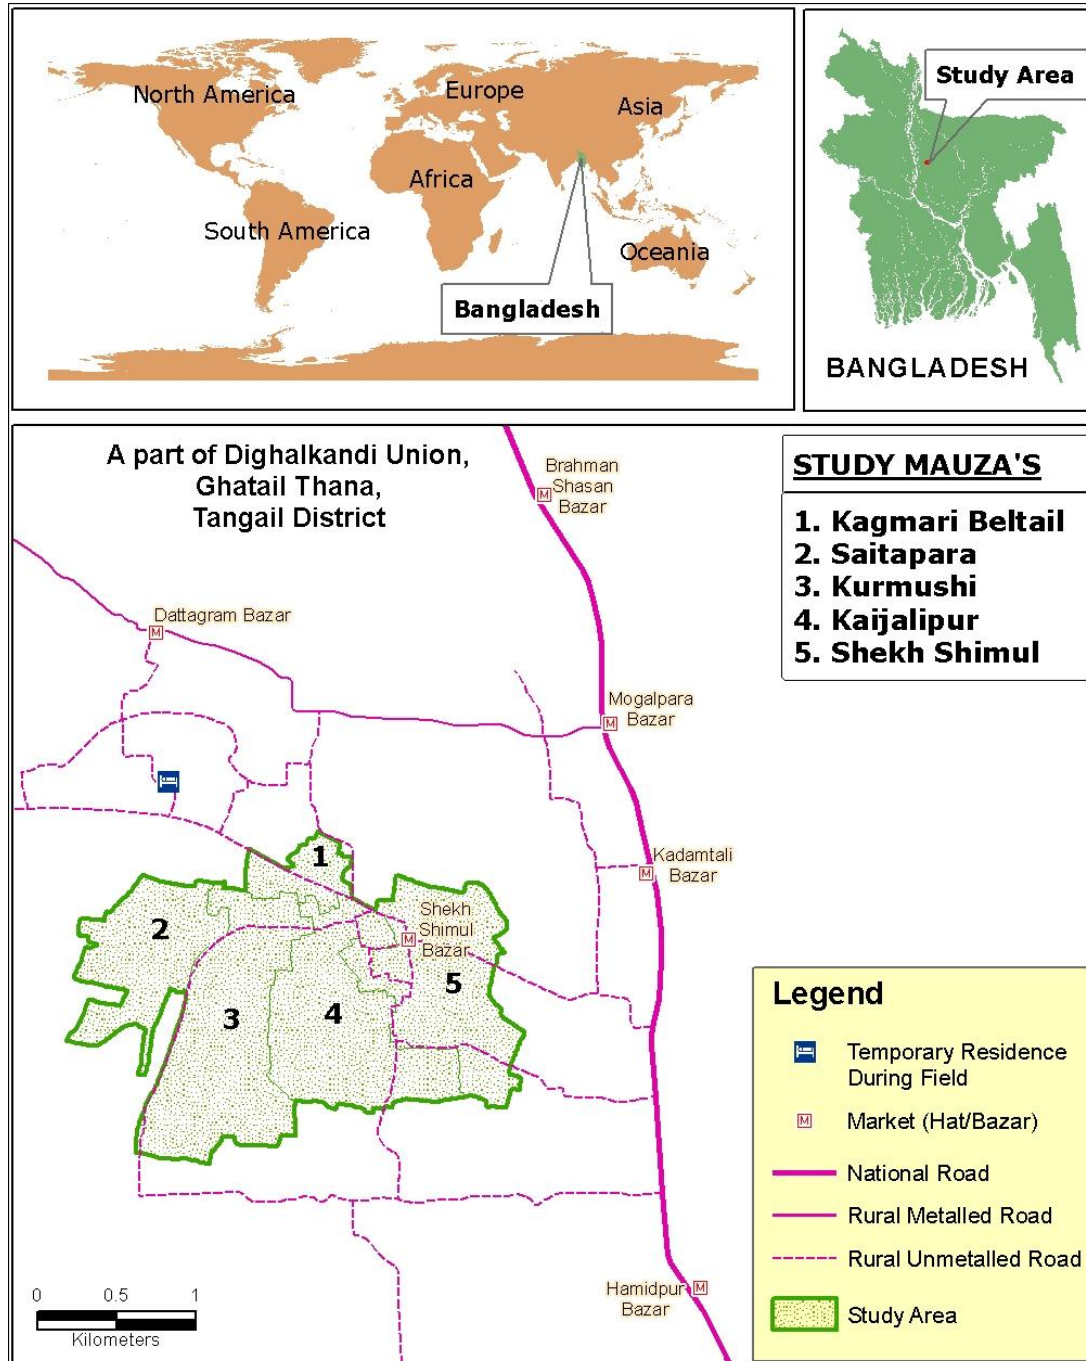 North America
Europe
Asia
Africa
South America
Oceania
Bangladesh
Study Area
BANGLADESH
A part of Dighalkandi Union,
Ghatail Thana,
Tangail District
STUDY MAUZA'S
1. Kagmari Beltail
2. Saitapara
3. Kurmushi
4. Kaijalipur
5. Shekh Shimul
Brahman
Shasan
Bazar
M
Dattagram Bazar
M
Mogalpara
Bazar
M
Kadamtali
Bazar
M
1
2
Shekh
Shimul
Bazar
M
5
3
4
Hamidpur
Bazar
M
0 0.5 1
Kilometers
Legend
Temporary Residence
During Field
M
Market (Hat/Bazar)
National Road
Rural Metalled Road
Rural Unmetalled Road
Study Area